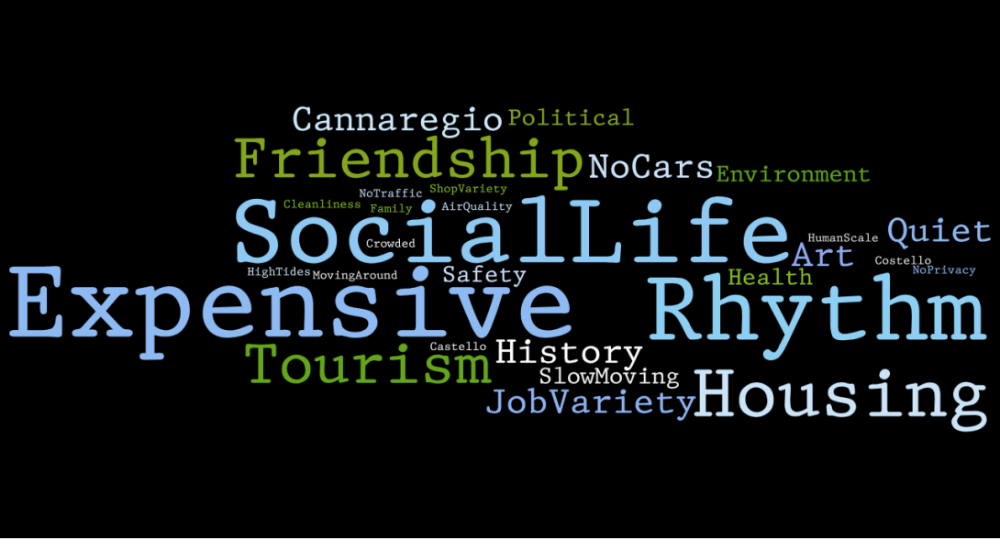 Cannaregio
Political
Friendship
NoCars
Environment
ShopVariety
NoTraffic
Cleanliness
Family
AirQuality
SocialLife
Crowded
Quiet
HumanScale
Art
Costello
NoPrivacy
HighTides
MovingAround
Safety
Health
Expensive
Rhythm
Tourism
Castello
History
SlowMoving
JobVariety
Housing